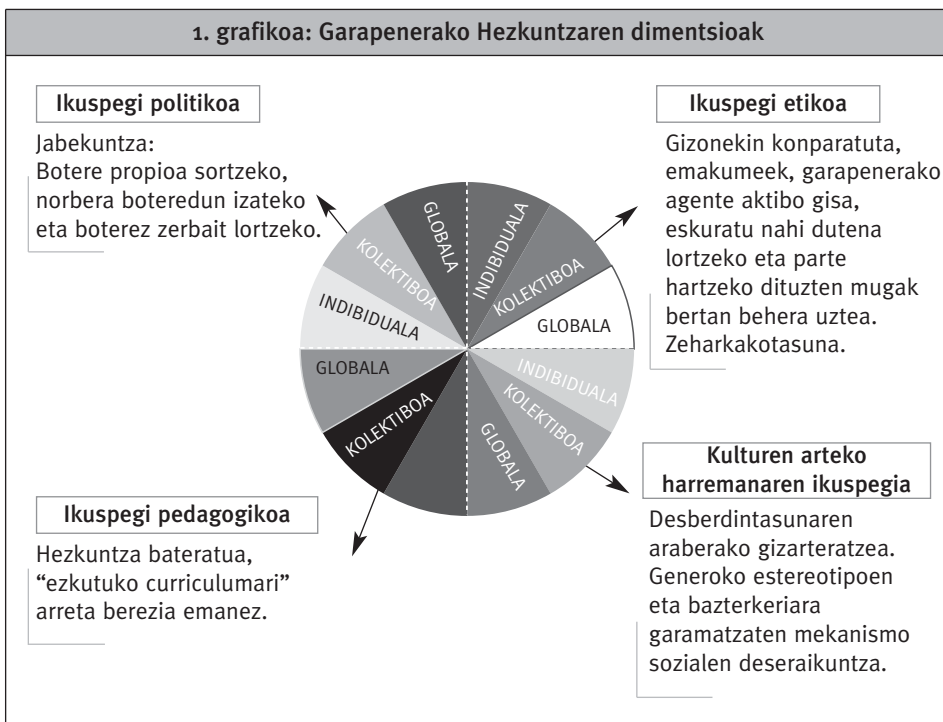 1. grafikoa: Garapenerako Hezkuntzaren dimentsioak
Ikuspegi politikoa
Jabekuntza:
Botere propioa sortzeko,
norbera boteredun izateko
eta boterez zerbait lortzeko.
Ikuspegi etikoa
Gizonekin konparatuta,
emakumeek, garapenerako
agente aktibo gisa,
eskuratu nahi dutena
lortzeko eta parte
hartzeko dituzten mugak
bertan behera uztea.
Zeharkakotasuna.
INDIBIDUALA
KOLEKTIBOA
GLOBALA
INDIBIDUALA
KOLEKTIBOA
GLOBALA
INDIBIDUALA
KOLEKTIBOA
GLOBALA
GLOBALA
KOLEKTIBOA
Ikuspegi pedagogikoa
Hezkuntza bateratua,
“ezkutuko curriculumari”
arreta berezia emanez.
Kulturen arteko
harremanaren ikuspegia
Desberdintasunaren
araberako gizarteratzea.
Generoko estereotipoen
eta bazterkeriara
garamatzaten mekanismo
sozialen deseraikuntza.